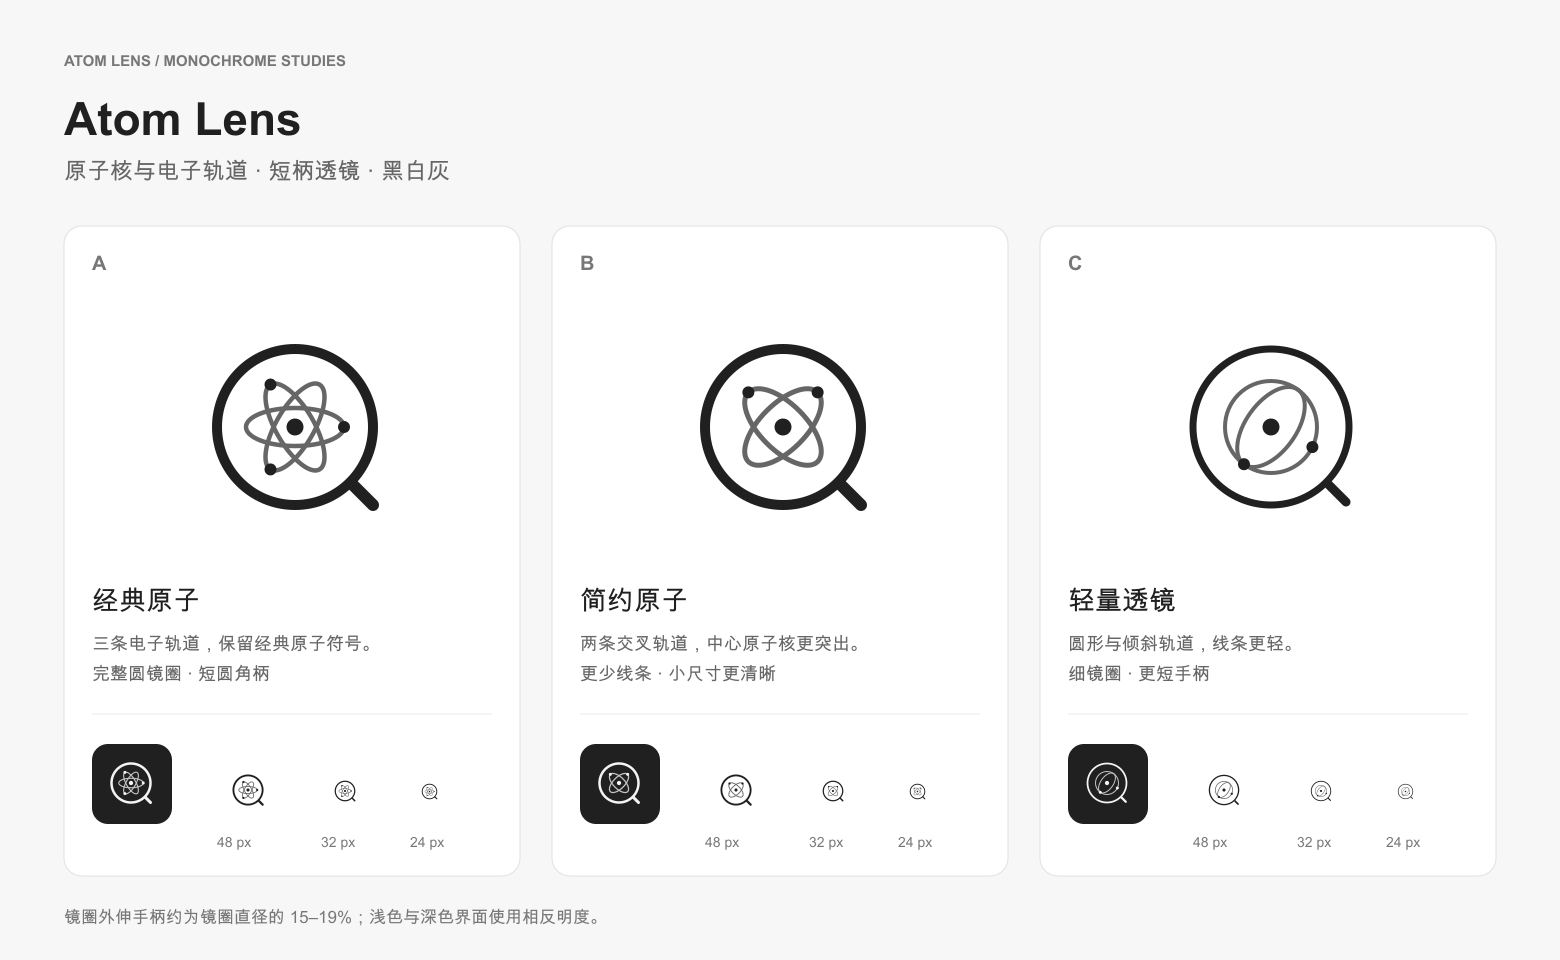 ATOM LENS / MONOCHROME STUDIES
Atom Lens
原子核与电子轨道 · 短柄透镜 · 黑白灰
A
经典原子
三条电子轨道，保留经典原子符号。
完整圆镜圈 · 短圆角柄
48 px
32 px
24 px
B
简约原子
两条交叉轨道，中心原子核更突出。
更少线条 · 小尺寸更清晰
48 px
32 px
24 px
C
轻量透镜
圆形与倾斜轨道，线条更轻。
细镜圈 · 更短手柄
48 px
32 px
24 px
镜圈外伸手柄约为镜圈直径的 15–19%；浅色与深色界面使用相反明度。